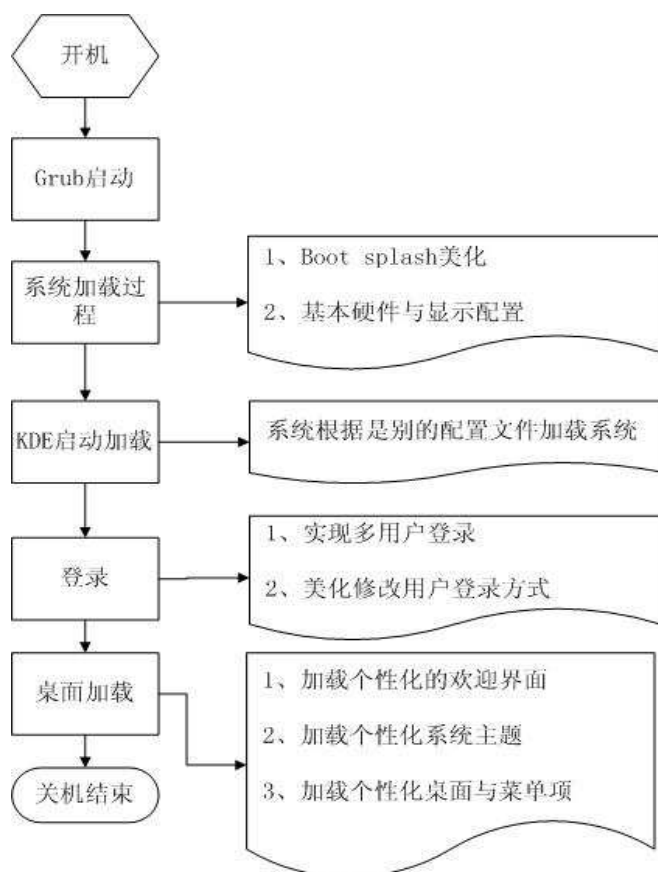 开机
Grub启动
系统加载过
程
1、Boot splash美化
2、基本硬件与显示配置
KDE启动加载
系统根据是别的配置文件加载系统
登录
1、实现多用户登录
2、美化修改用户登录方式
桌面加载
1、加载个性化的欢迎界面
2、加载个性化系统主题
3、加载个性化桌面与菜单项
关机结束